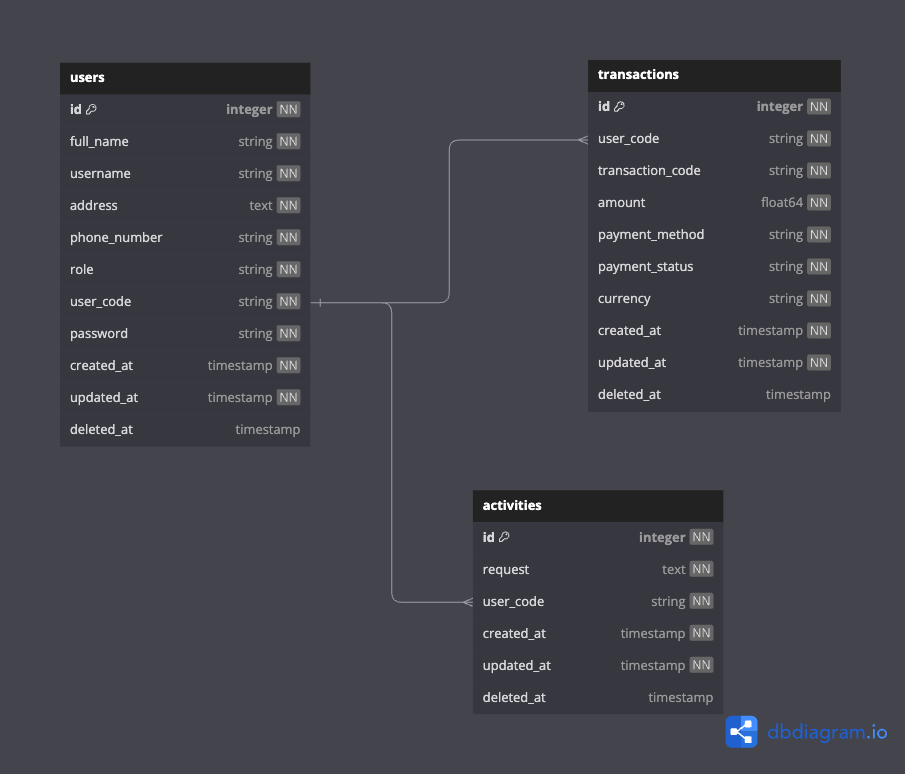 users
id integer NN
full_name string NN
username string NN
address text NN
phone_number string NN
role string NN
user_code string NN
password string NN
created_at timestamp NN
updated_at timestamp NN
deleted_at timestamp
transactions
id integer NN
user_code string NN
transaction_code string NN
amount float64 NN
payment_method string NN
payment_status string NN
currency string NN
created_at timestamp NN
updated_at timestamp NN
deleted_at timestamp
activities
id integer NN
request text NN
user_code string NN
created_at timestamp NN
updated_at timestamp NN
deleted_at timestamp
dbdiagram.io